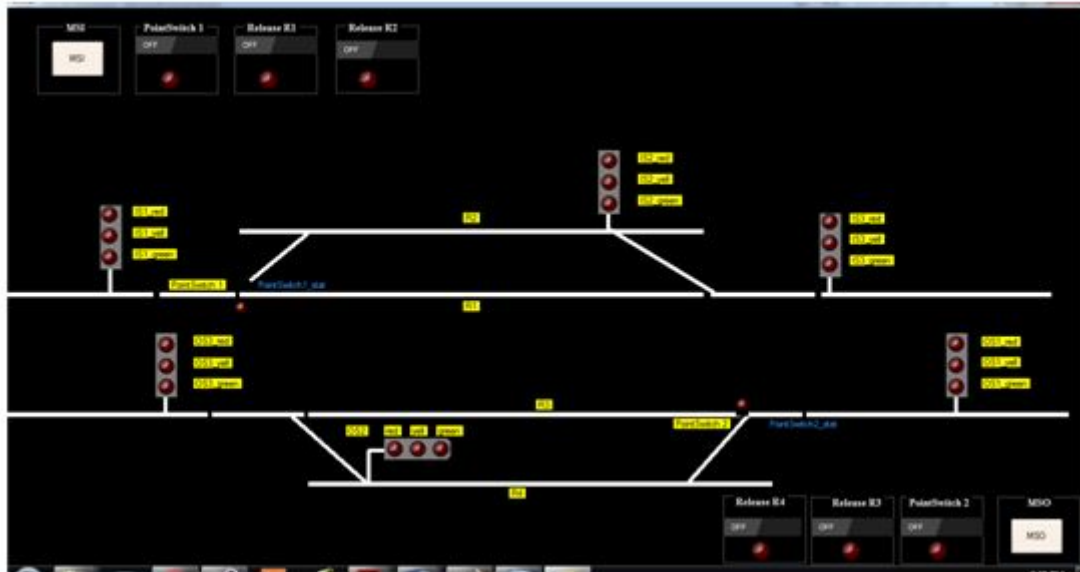 MSI
PointSwitch 1
Release R1
Release R2
MSI
OFF
OFF
OFF
IS2_red
IS2_yell
IS2_green
IS1_red
IS1_yell
IS1_green
R2
IS3_red
IS3_yell
IS3_green
PointSwitch 1
PointSwitch1_stat
R1
OS3_red
OS3_yell
OS3_green
OS1_red
OS1_yell
OS1_green
R3
PointSwitch 2
PointSwitch2_stat
OS2 red yell green
R4
Release R4
Release R3
PointSwitch 2
MSO
OFF
OFF
OFF
MSO